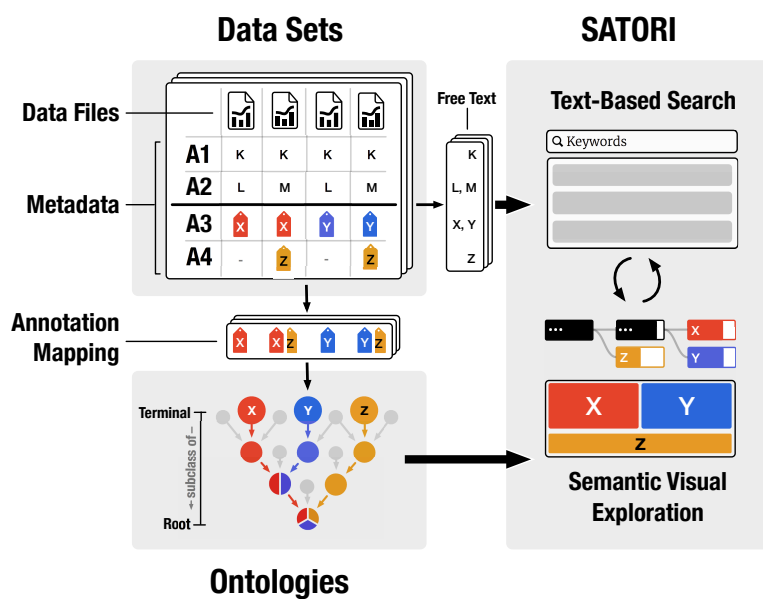 Data Sets
SATORI
Data Files
Free Text
Text-Based Search
Keywords
Metadata
A1 K K K K
A2 L M L M
A3 X X Y Y
A4 - Z - Z
K
L, M
X, Y
Z
Annotation
Mapping
X X Z Y Y Z
...
...
X
Z
Y
X Y
Z
Terminal
X Y Z
← subclass of –
Root
Semantic Visual
Exploration
Ontologies